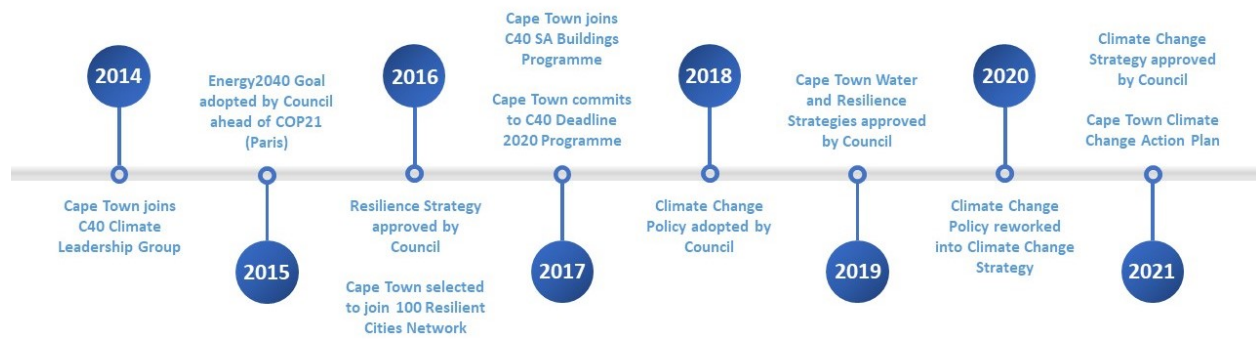 2014
Cape Town joins
C40 Climate
Leadership Group
Energy2040 Goal
adopted by Council
ahead of COP21
(Paris)
2015
2016
Resilience Strategy
approved by
Council
Cape Town selected
to join 100 Resilient
Cities Network
Cape Town joins
C40 SA Buildings
Programme
Cape Town commits
to C40 Deadline
2020 Programme
2017
2018
Climate Change
Policy adopted by
Council
Cape Town Water
and Resilience
Strategies approved
by Council
2019
2020
Climate Change
Policy reworked
into Climate Change
Strategy
Climate Change
Strategy approved
by Council
Cape Town Climate
Change Action Plan
2021